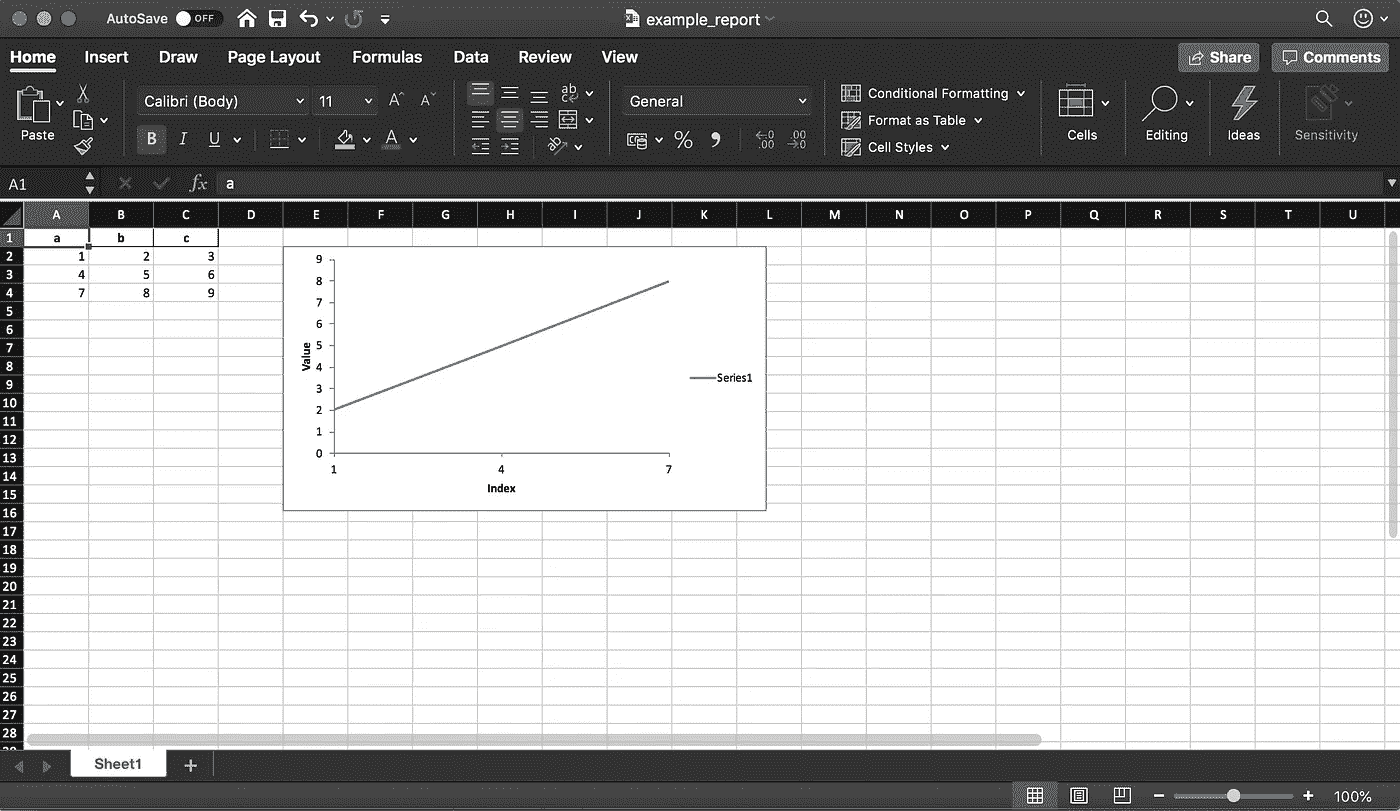 AutoSave OFF example_report
Home Insert Draw Page Layout Formulas Data Review View Share Comments
Paste Calibri (Body) 11 A^ A˅ ab General Conditional Formatting Cells Editing Ideas Sensitivity
B I U A ab % , .00 .00 Format as Table
Cell Styles
A1 fx a
A B C D E F G H I J K L M N O P Q R S T U
1 a b c
2 1 2 3
3 4 5 6
4 7 8 9
5
6
7
8
9
10
11
12
13
14
15
16
17
18
19
20
21
22
23
24
25
26
27
28
9
8
7
6
5
4
3
2
1
0
Value
1 4 7
Index
Series1
Sheet1 +
100%